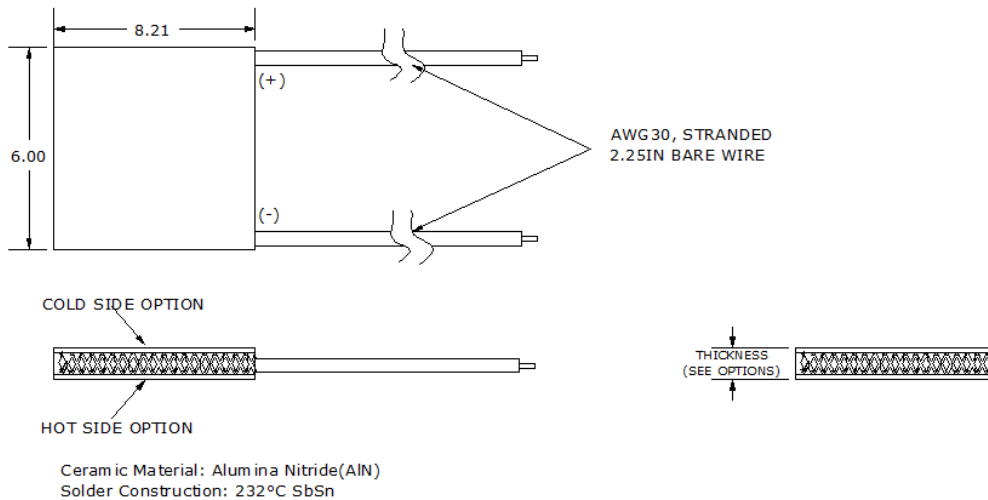 8.21
(+)
6.00
AWG30, STRANDED
2.25IN BARE WIRE
(-)
COLD SIDE OPTION
THICKNESS
(SEE OPTIONS)
HOT SIDE OPTION
Ceramic Material: Alumina Nitride(AlN)
Solder Construction: 232°C SbSn